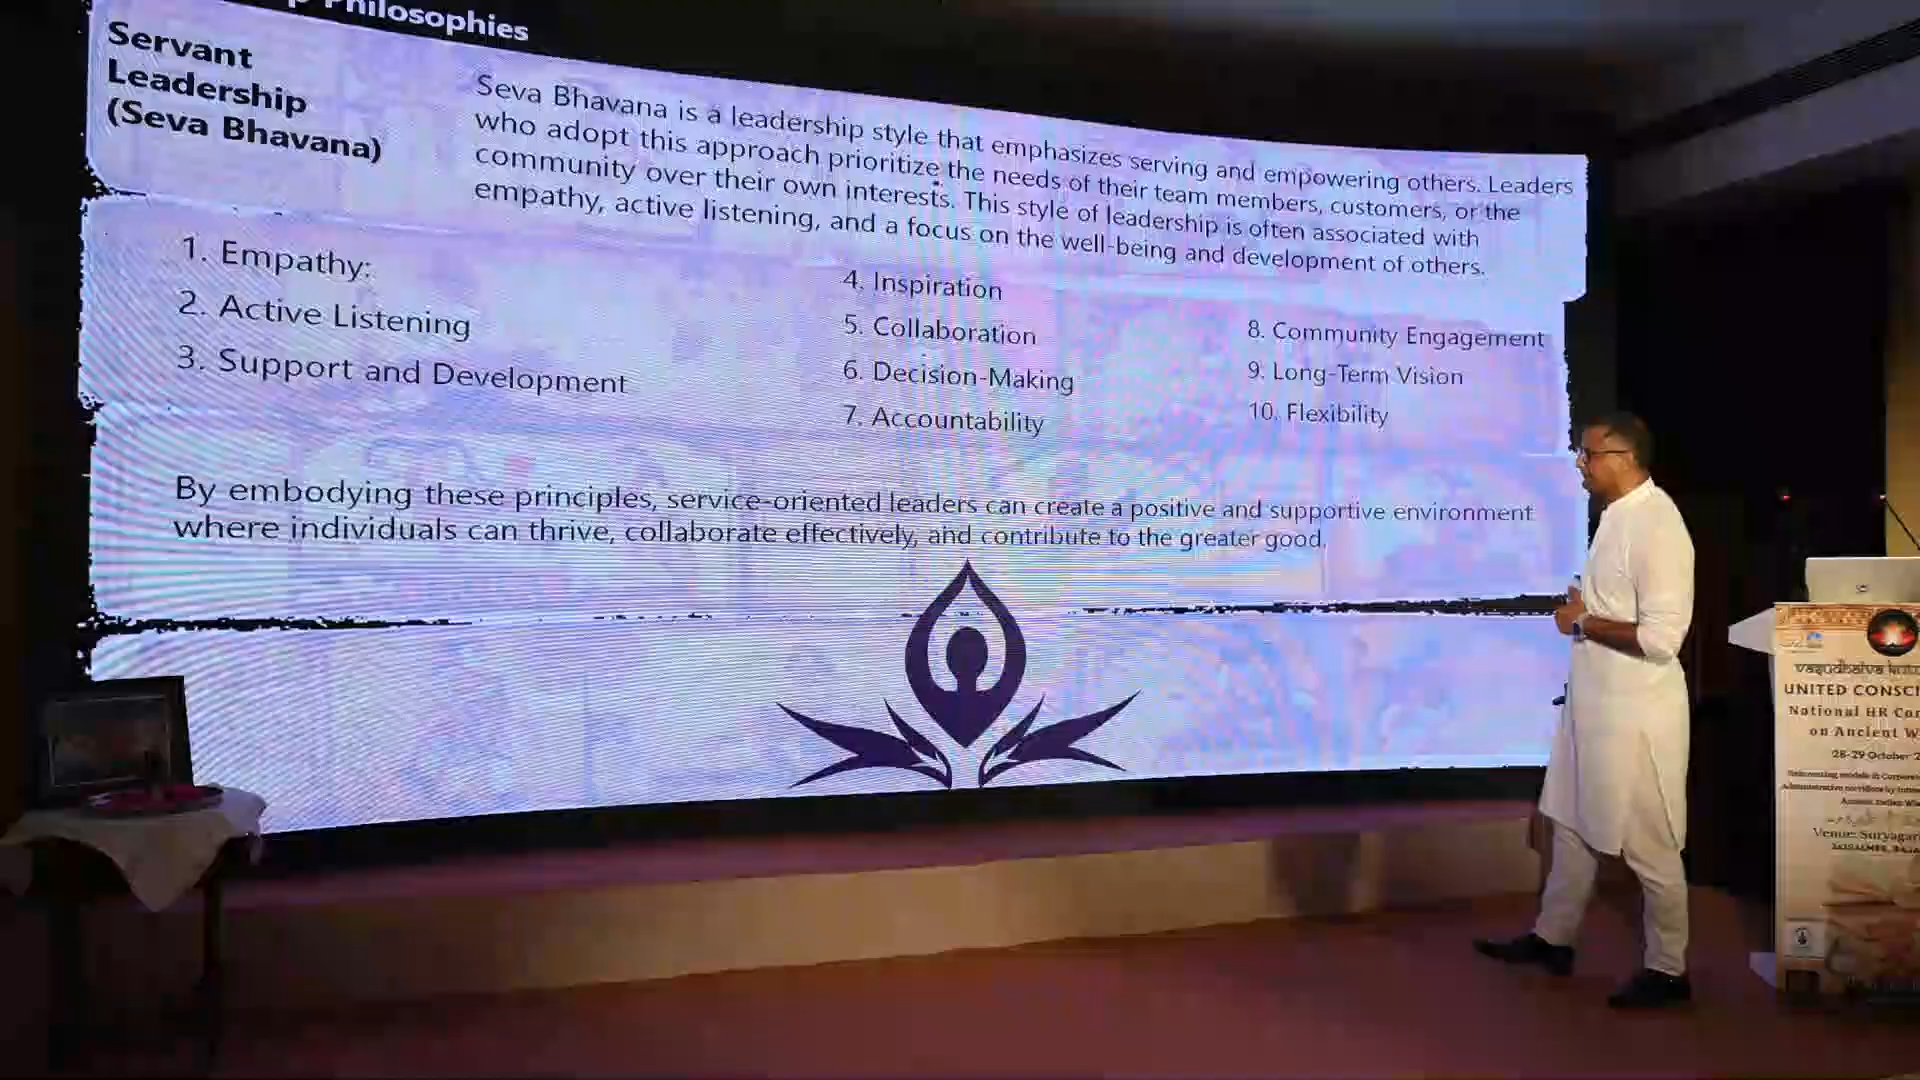 Philosophies
Servant
Leadership
(Seva Bhavana)
Seva Bhavana is a leadership style that emphasizes serving and empowering others. Leaders
who adopt this approach prioritize the needs of their team members, customers, or the
community over their own interests. This style of leadership is often associated with
empathy, active listening, and a focus on the well-being and development of others.
1. Empathy:
2. Active Listening
3. Support and Development
4. Inspiration
5. Collaboration
6. Decision-Making
7. Accountability
8. Community Engagement
9. Long-Term Vision
10. Flexibility
By embodying these principles, service-oriented leaders can create a positive and supportive environment
where individuals can thrive, collaborate effectively, and contribute to the greater good.
vasudhaiva
UNITED
National HR
on Ancient
28-29 October
Venue: